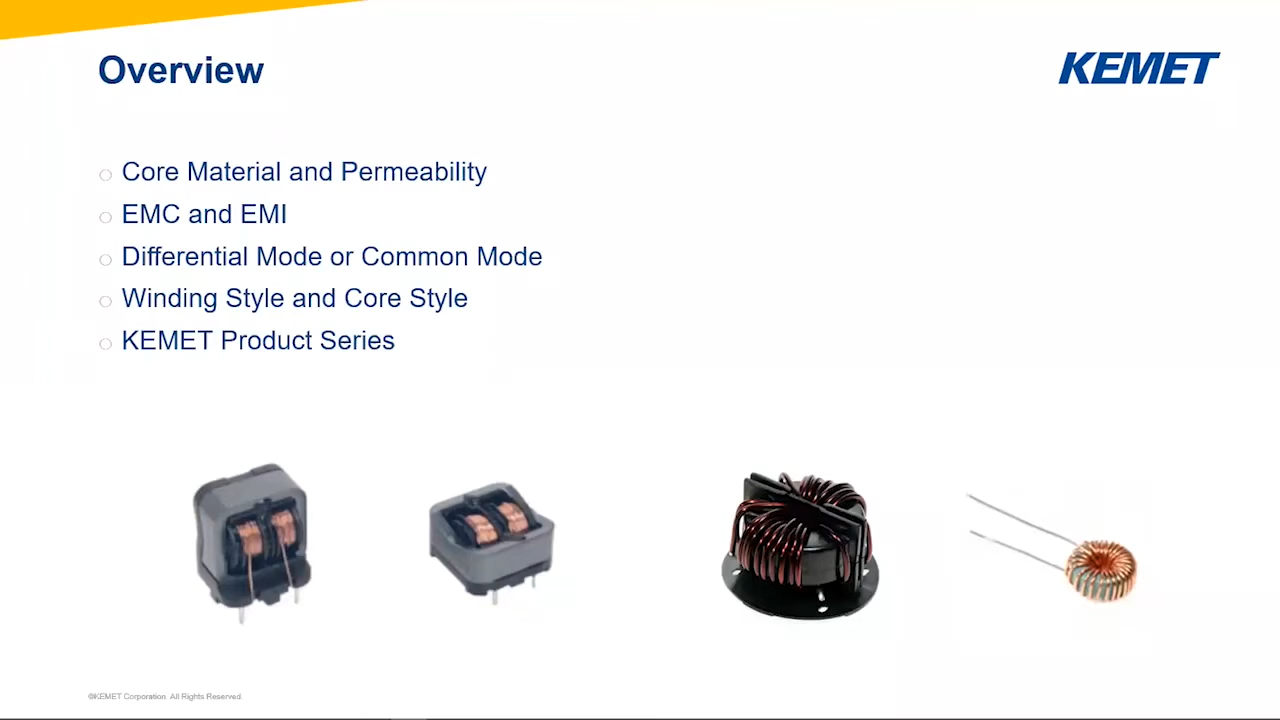 Overview
KEMET
Core Material and Permeability
EMC and EMI
Differential Mode or Common Mode
Winding Style and Core Style
KEMET Product Series
©KEMET Corporation. All Rights Reserved.